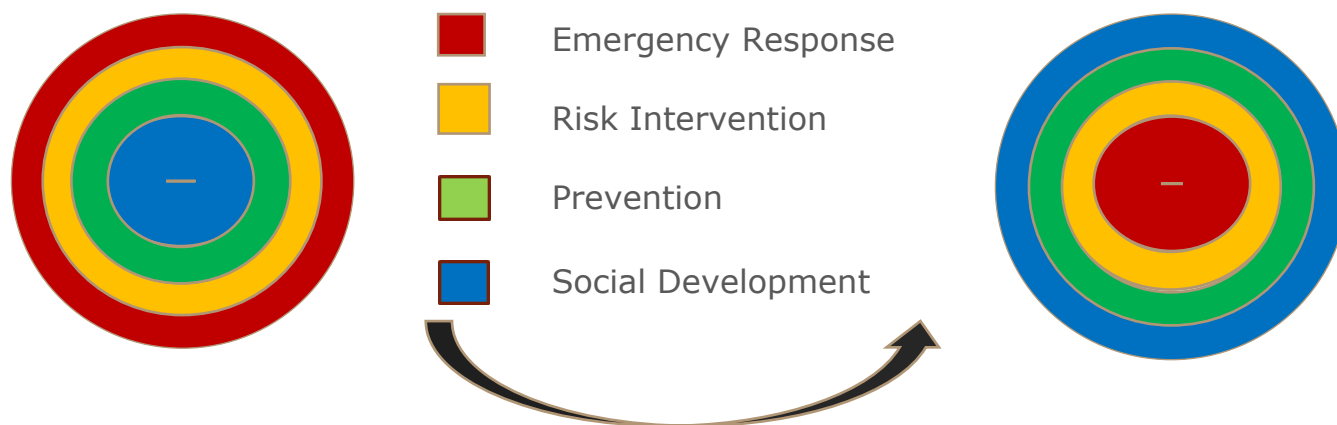 Emergency Response
Risk Intervention
Prevention
Social Development